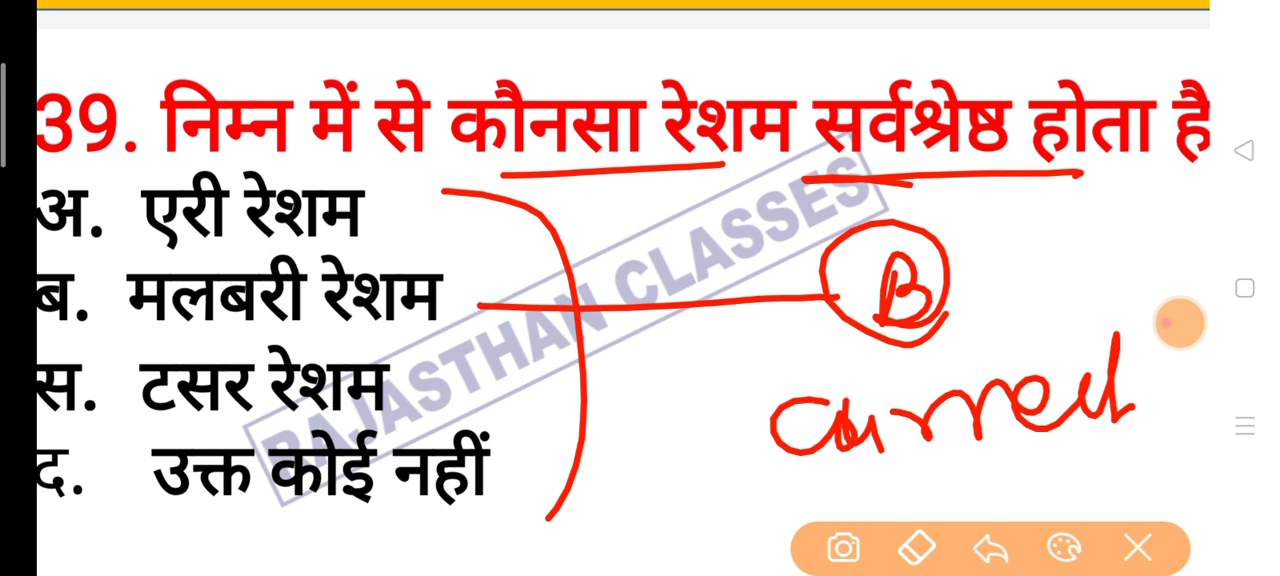 39. निम्न में से कौनसा रेशम सर्वश्रेष्ठ होता है
अ. एरी रेशम
ब. मलबरी रेशम
स. टसर रेशम
द. उक्त कोई नहीं
RAJASTHAN CLASSES
B
Correct